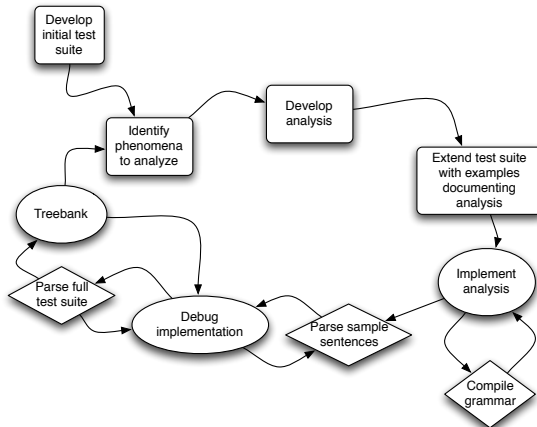 Develop
initial test
suite
Identify
phenomena
to analyze
Develop
analysis
Extend test suite
with examples
documenting
analysis
Treebank
Implement
analysis
Parse full
test suite
Debug
implementation
Parse sample
sentences
Compile
grammar